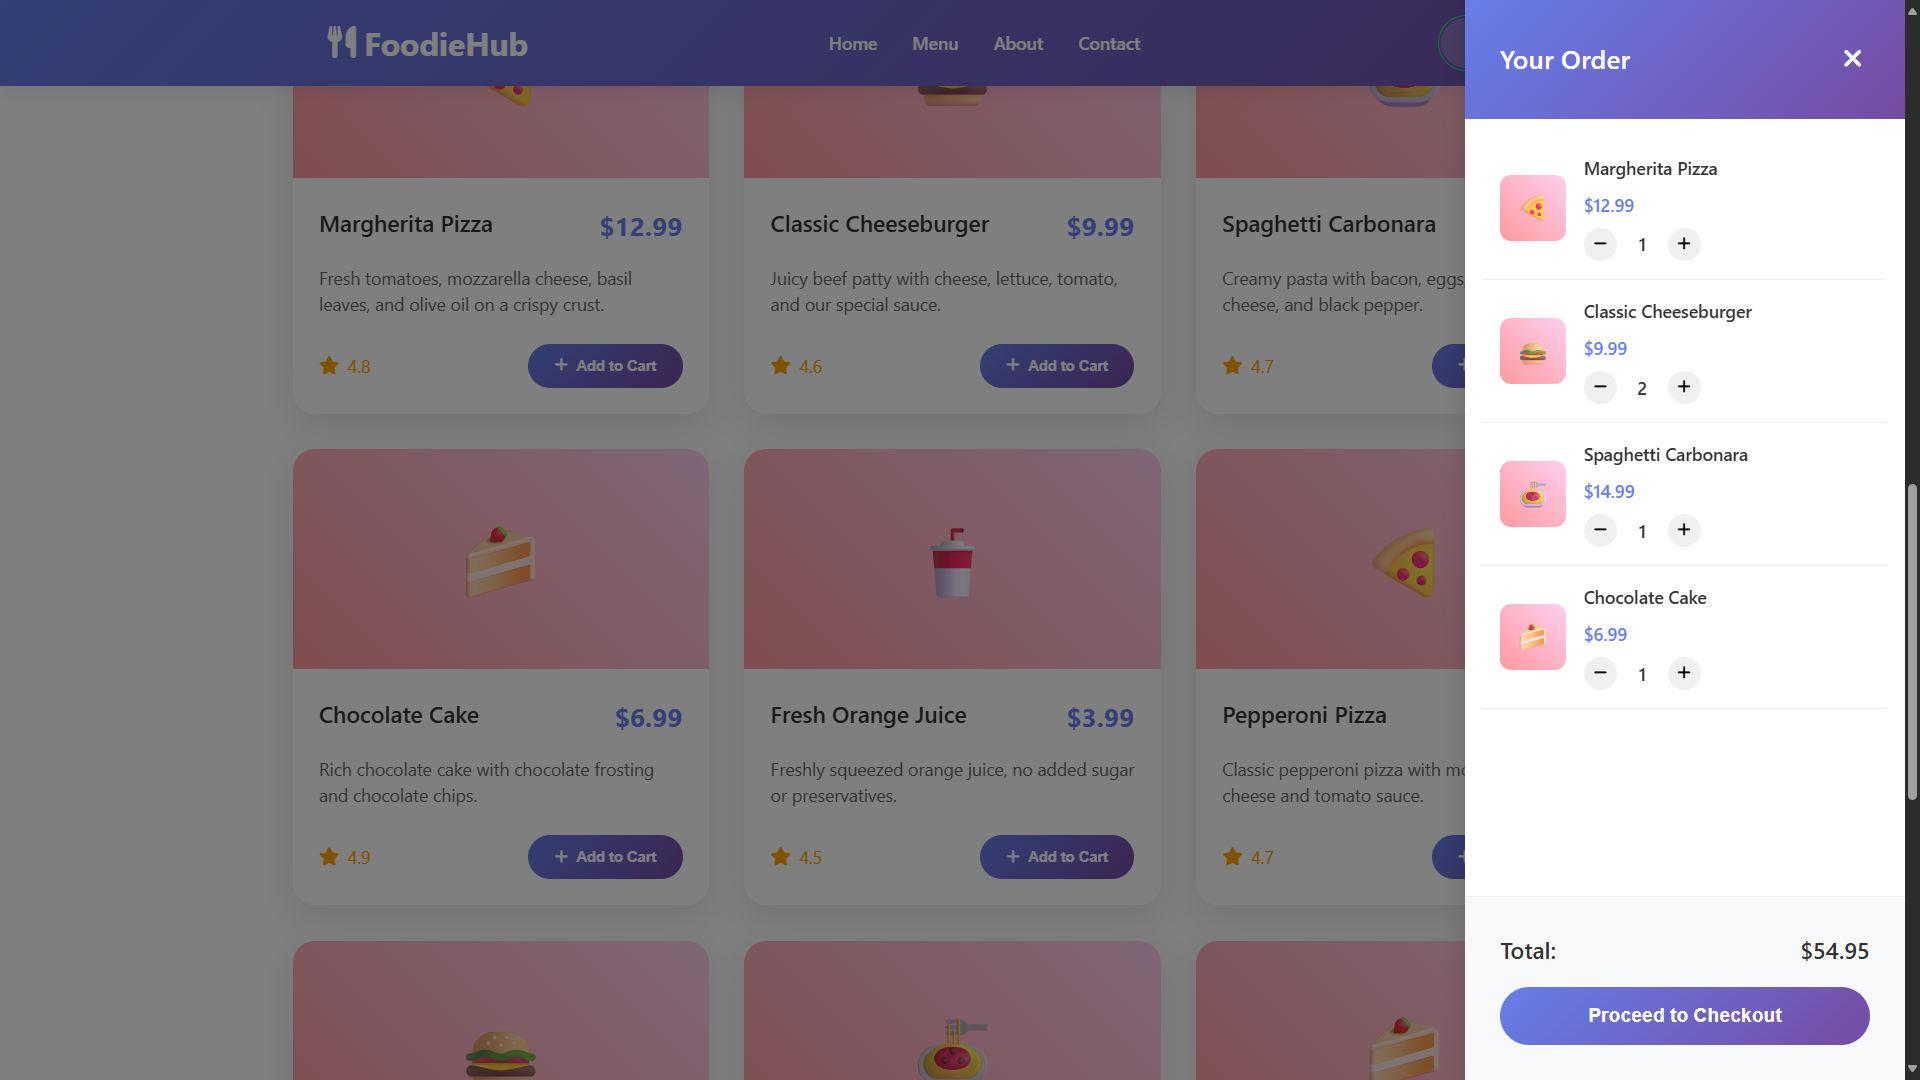 FoodieHub
Home
Menu
About
Contact
Margherita Pizza
$12.99
Fresh tomatoes, mozzarella cheese, basil
leaves, and olive oil on a crispy crust.
4.8
+ Add to Cart
Classic Cheeseburger
$9.99
Juicy beef patty with cheese, lettuce, tomato,
and our special sauce.
4.6
+ Add to Cart
Spaghetti Carbonara
Creamy pasta with bacon, eggs,
cheese, and black pepper.
4.7
Chocolate Cake
$6.99
Rich chocolate cake with chocolate frosting
and chocolate chips.
4.9
+ Add to Cart
Fresh Orange Juice
$3.99
Freshly squeezed orange juice, no added sugar
or preservatives.
4.5
+ Add to Cart
Pepperoni Pizza
Classic pepperoni pizza with
cheese and tomato sauce.
4.7
Your Order
Margherita Pizza
$12.99
1
Classic Cheeseburger
$9.99
2
Spaghetti Carbonara
$14.99
1
Chocolate Cake
$6.99
1
Total:
$54.95
Proceed to Checkout